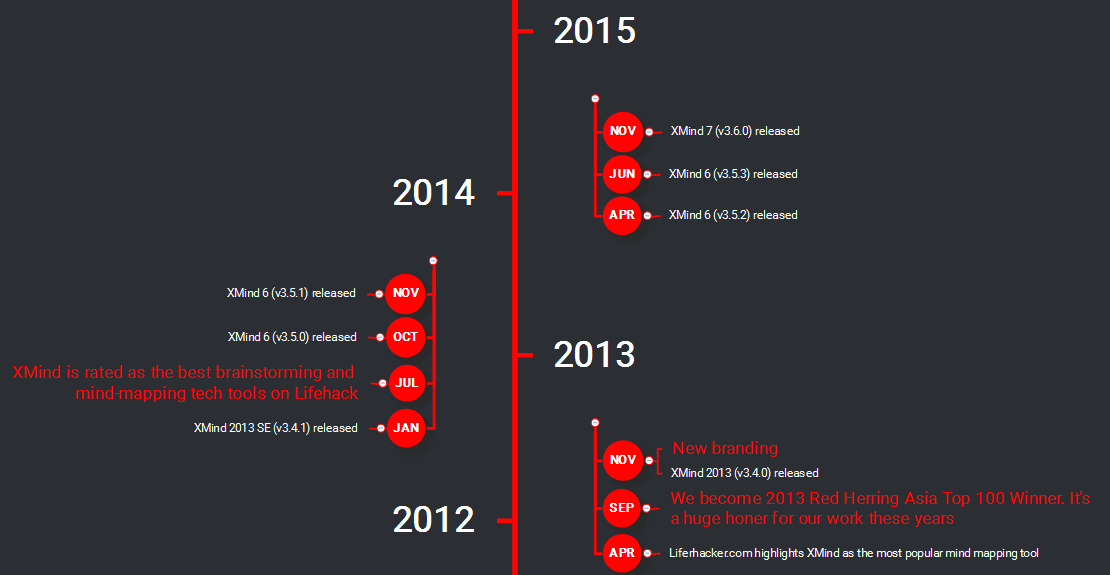 2015
NOV
XMind 7 (v3.6.0) released
JUN
XMind 6 (v3.5.3) released
APR
XMind 6 (v3.5.2) released
2014
NOV
XMind 6 (v3.5.1) released
OCT
XMind 6 (v3.5.0) released
JUL
XMind is rated as the best brainstorming and
mind-mapping tech tools on Lifehack
JAN
XMind 2013 SE (v3.4.1) released
2013
NOV
New branding
XMind 2013 (v3.4.0) released
SEP
We become 2013 Red Herring Asia Top 100 Winner. It's
a huge honer for our work these years
APR
Liferhacker.com highlights XMind as the most popular mind mapping tool
2012